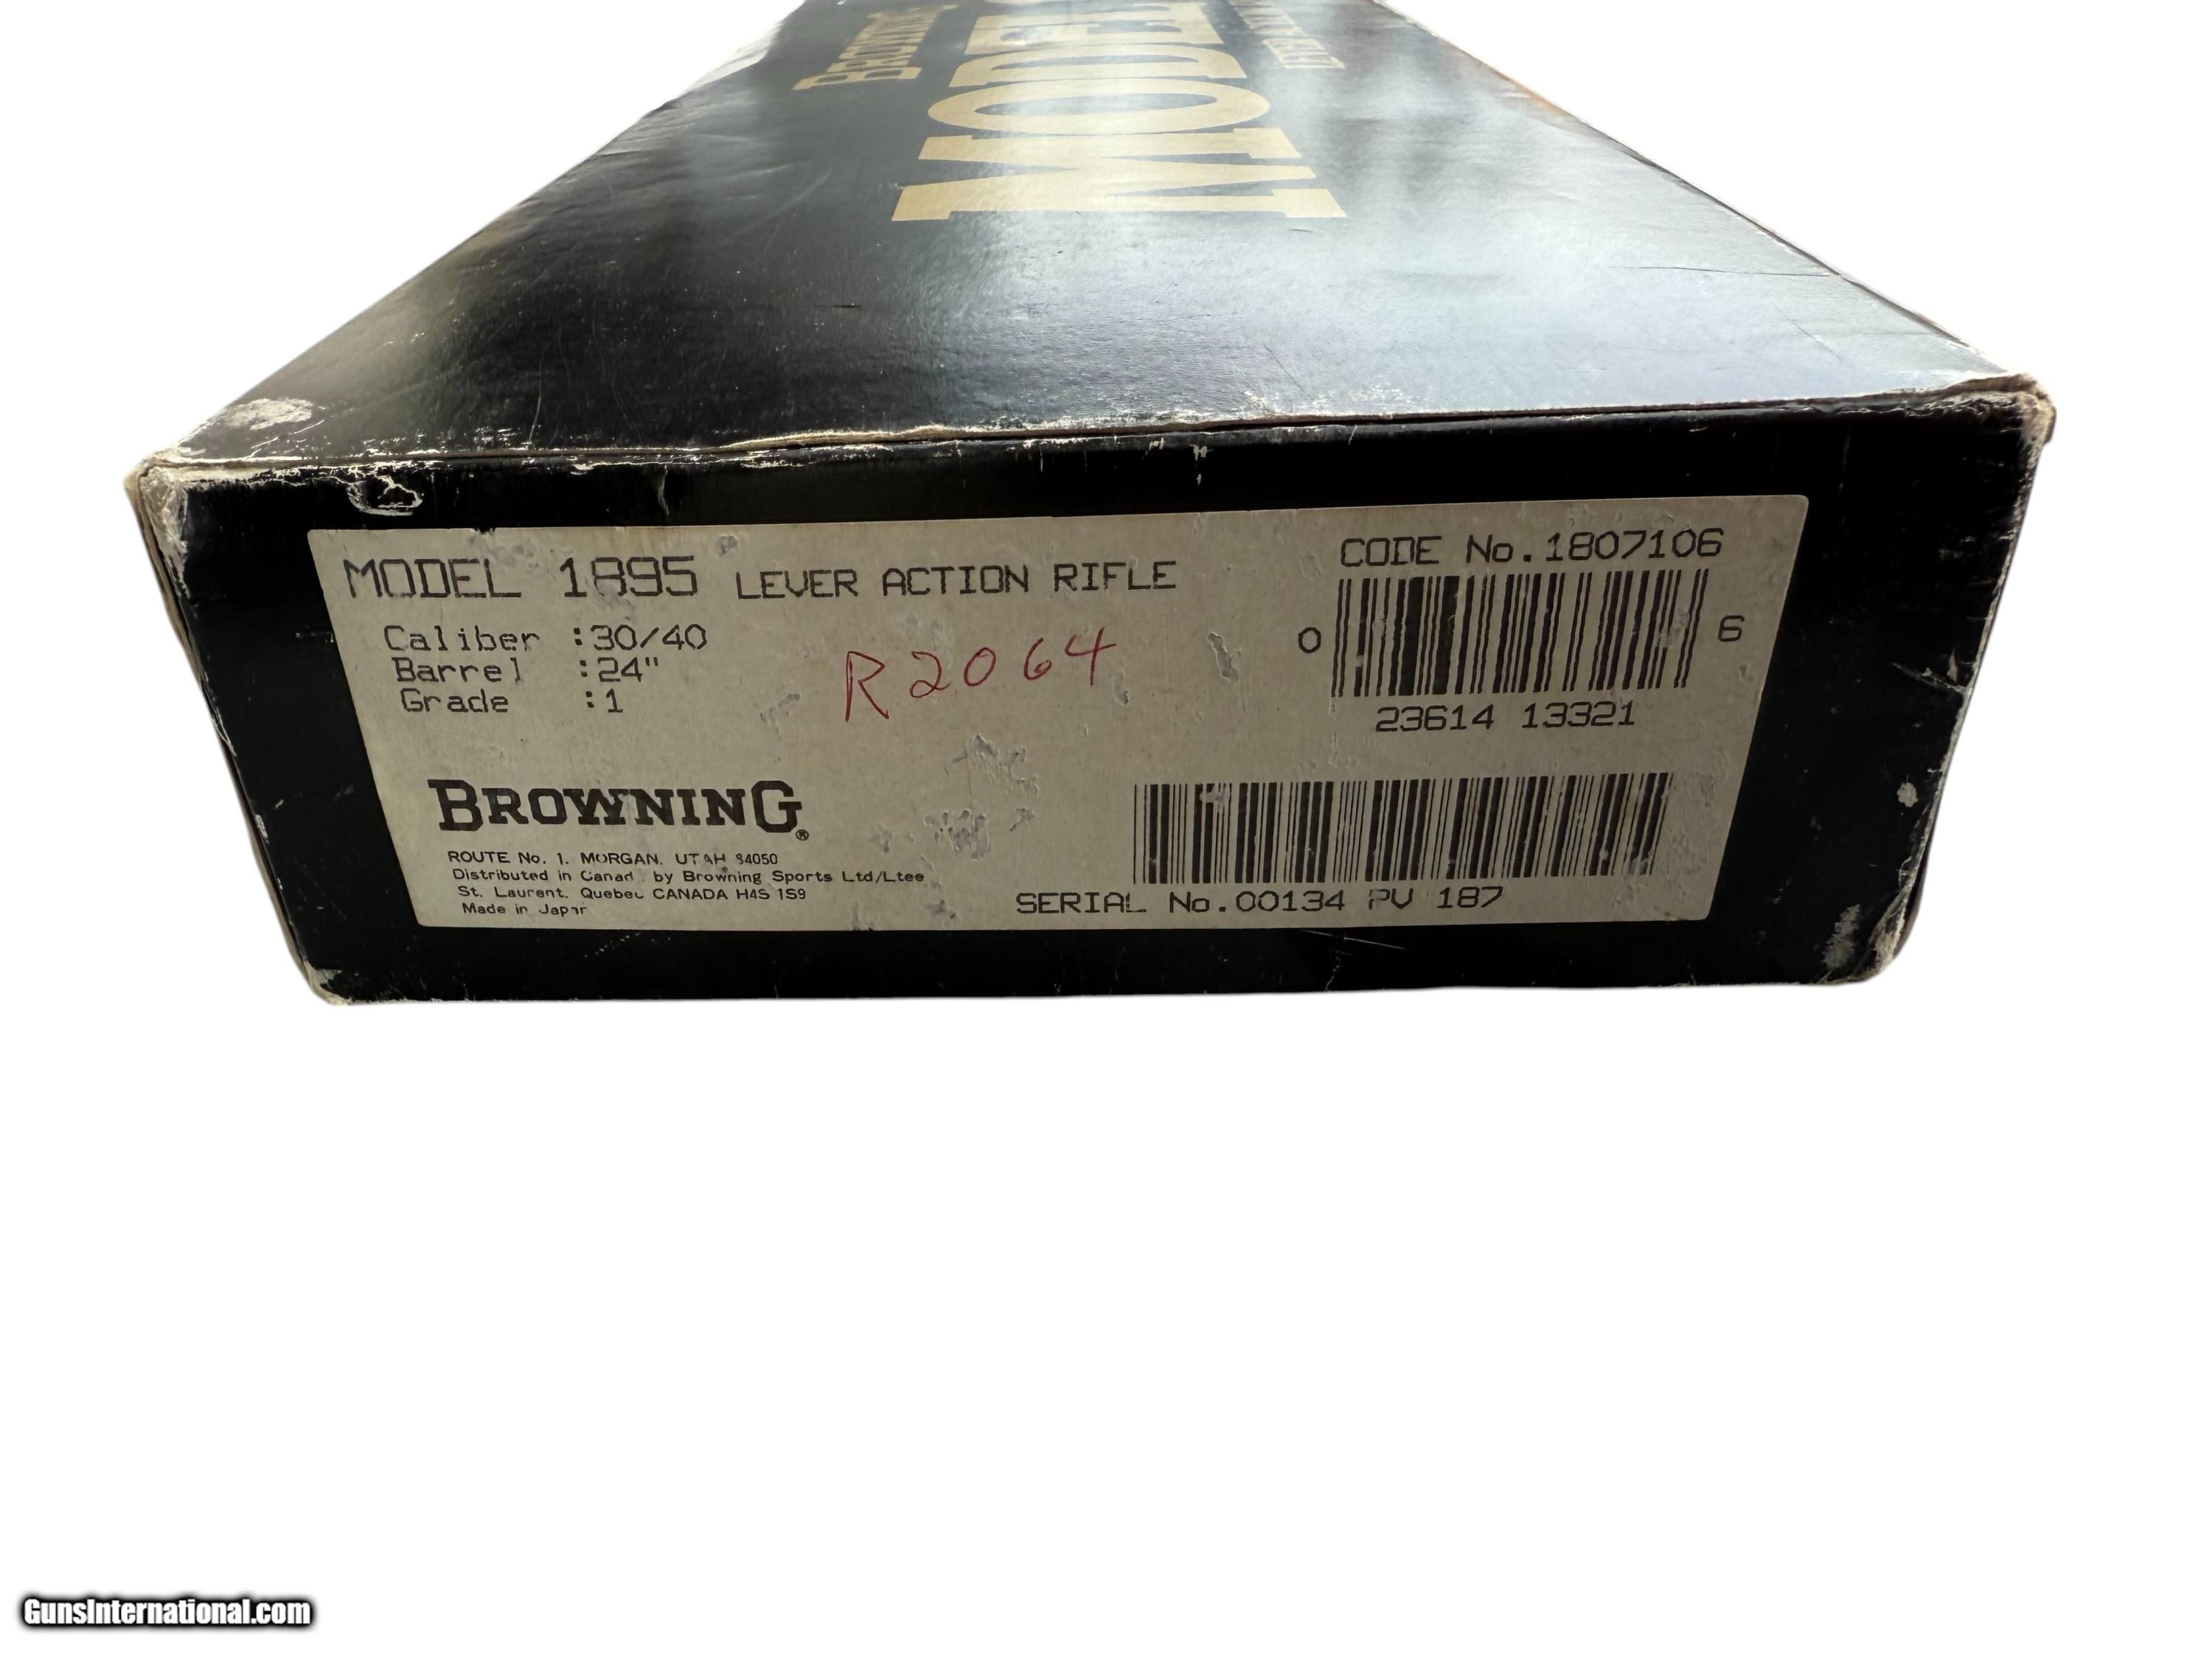 BROWNING
MODEL
MODEL 1895 LEVER ACTION RIFLE
Caliber :30/40
Barrel :24"
Grade :1
R2064
CODE No.1807106
0 6
23614 13321
BROWNING®
ROUTE No. 1. MORGAN, UTAH 84050
Distributed in Canad by Browning Sports Ltd/Ltee
St. Laurent, Quebec CANADA H4S 1S9
Made in Japan
SERIAL No.00134 PV 187
GunsInternational.com